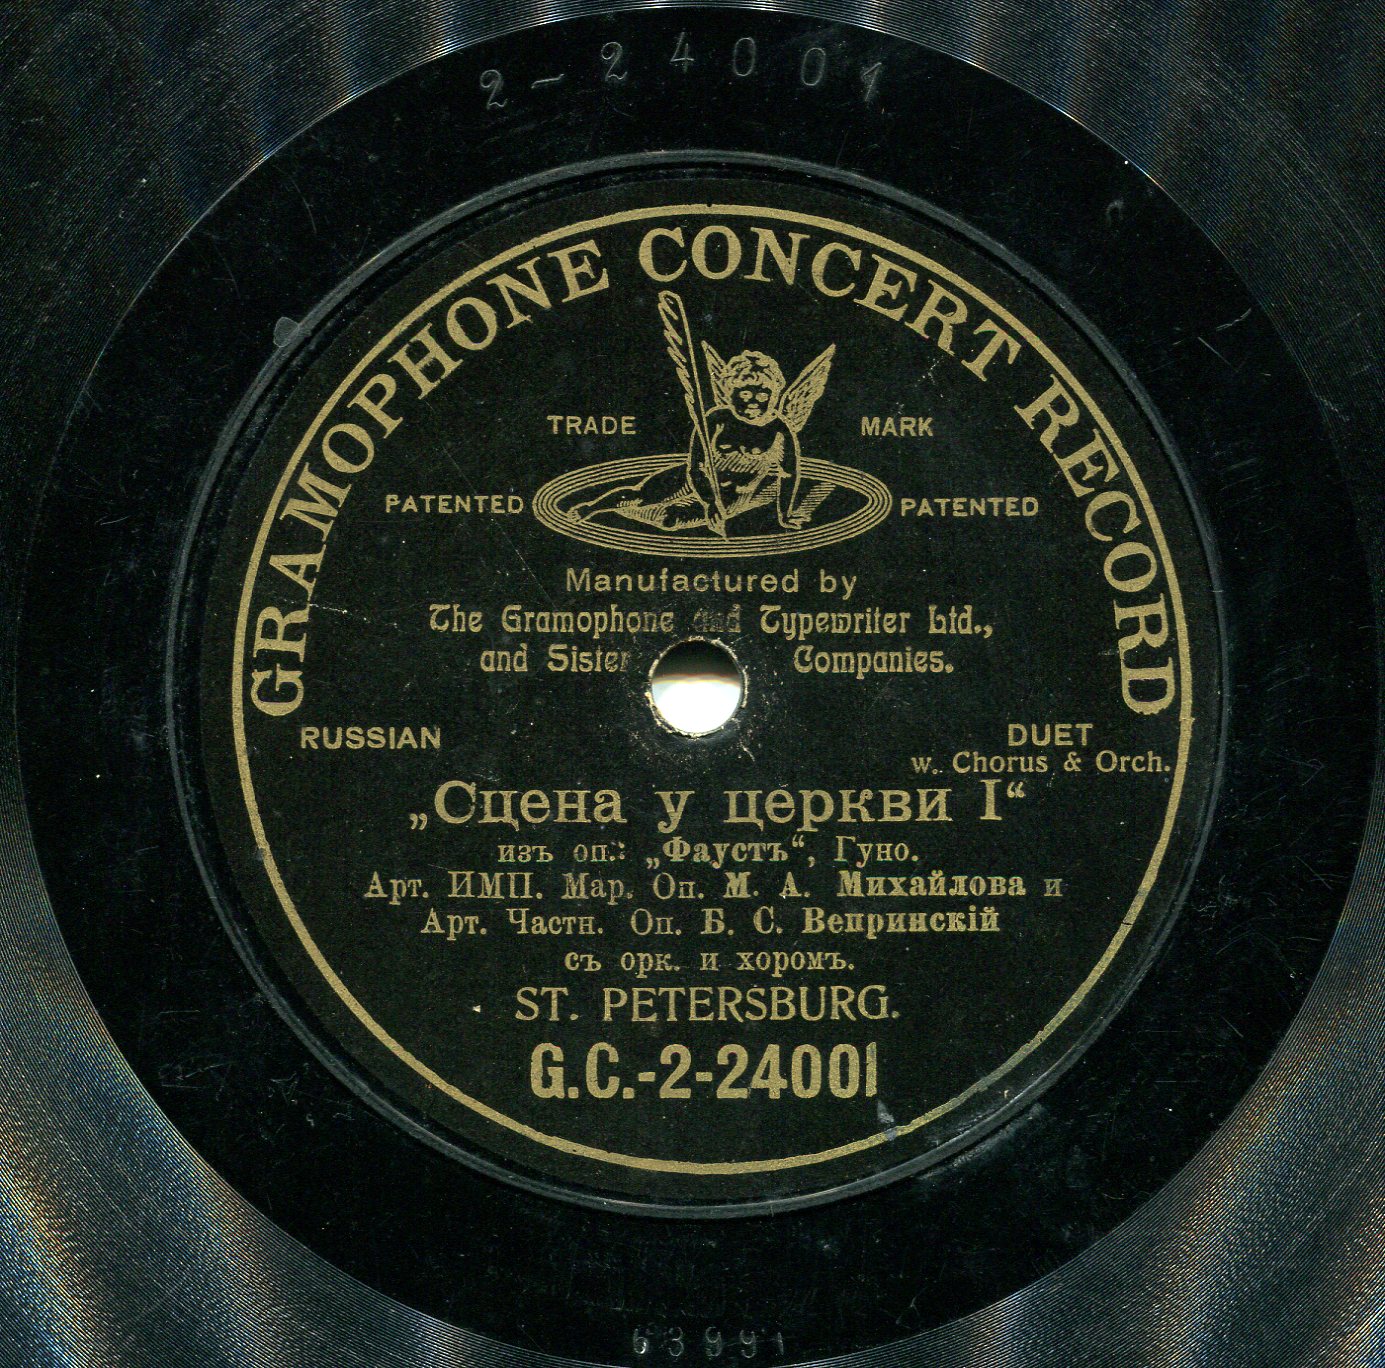 2-24001
GRAMOPHONE CONCERT RECORD
TRADE MARK
PATENTED PATENTED
Manufactured by
The Gramophone and Typewriter Ltd.,
and Sister Companies.
RUSSIAN
DUET
w. Chorus & Orch.
„Сцена у церкви I“
изъ оп.: „Фаустъ“, Гуно.
Арт. ИМП. Мар. Оп. М. А. Михайлова и
Арт. Частн. Оп. Б. С. Вепринскій
съ орк. и хоромъ.
ST. PETERSBURG.
G.C.-2-24001
63991